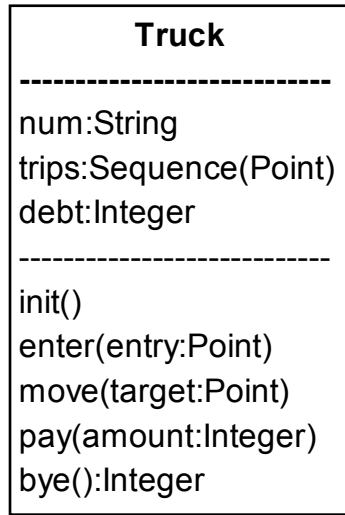 Truck
----------------------------
num:String
trips:Sequence(Point)
debt:Integer
----------------------------
init()
enter(entry:Point)
move(target:Point)
pay(amount:Integer)
bye():Integer